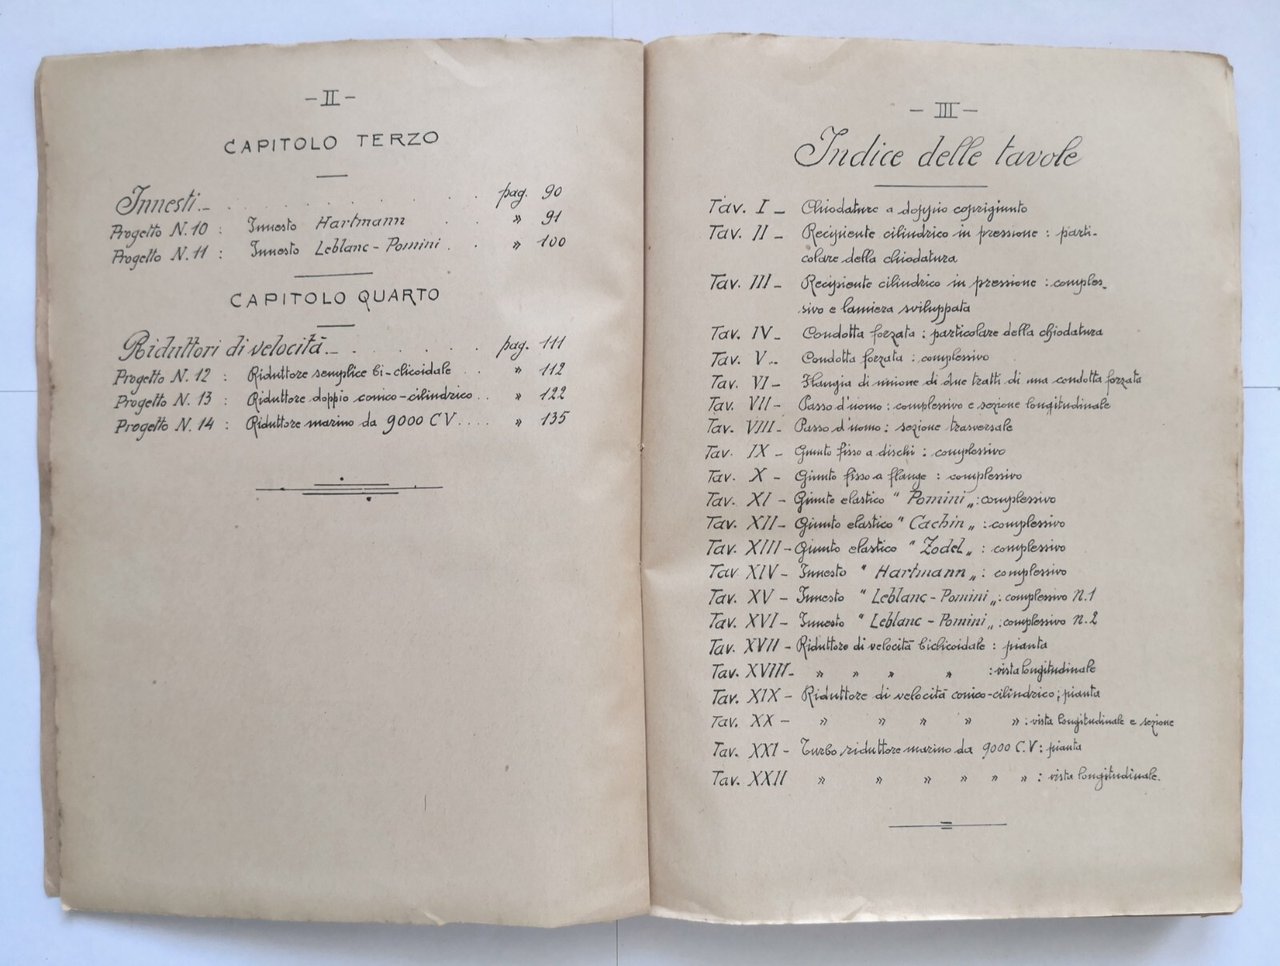 - II -
CAPITOLO TERZO
Innesti. . . . . . . . . . . pag. 90
Progetto N. 10 : Innesto Hartmann . . » 91
Progetto N. 11 : Innesto Leblanc - Pomini . . » 100
CAPITOLO QUARTO
Riduttori di velocità. . . . . . . pag. 111
Progetto N. 12 : Riduttore semplice bi-elicoidale . . » 112
Progetto N. 13 : Riduttore doppio conico-cilindrico . . » 122
Progetto N. 14 : Riduttore marino da 9000 CV . . . . » 135
- III -
Indice delle tavole
Tav. I - Chiodature a doppio coprigiunto
Tav. II - Recipiente cilindrico in pressione : parti-
colare della chiodatura
Tav. III - Recipiente cilindrico in pressione : comples-
sivo e lamiera sviluppata
Tav. IV - Condotta forzata : particolare della chiodatura
Tav. V - Condotta forzata : complessivo
Tav. VI - Flangia di unione di due tratti di una condotta forzata
Tav. VII - Passo d'uomo : complessivo e sezione longitudinale
Tav. VIII - Passo d'uomo : sezione trasversale
Tav. IX - Giunto fisso a dischi : complessivo
Tav. X - Giunto fisso a flange : complessivo
Tav. XI - Giunto elastico " Pomini „ : complessivo
Tav. XII - Giunto elastico " Cachin „ : complessivo
Tav. XIII - Giunto elastico " Zodel „ : complessivo
Tav XIV - Innesto " Hartmann „ : complessivo
Tav. XV - Innesto " Leblanc - Pomini „ : complessivo n. 1
Tav. XVI - Innesto " Leblanc - Pomini „ : complessivo n. 2
Tav. XVII - Riduttore di velocità bielicoidale : pianta
Tav. XVIII - » » » » : vista longitudinale
Tav. XIX - Riduttore di velocità conico-cilindrico ; pianta
Tav. XX - » » » » » : vista longitudinale e sezione
Tav. XXI - Turbo riduttore marino da 9000 C.V : pianta
Tav. XXII » » » » » » : vista longitudinale.